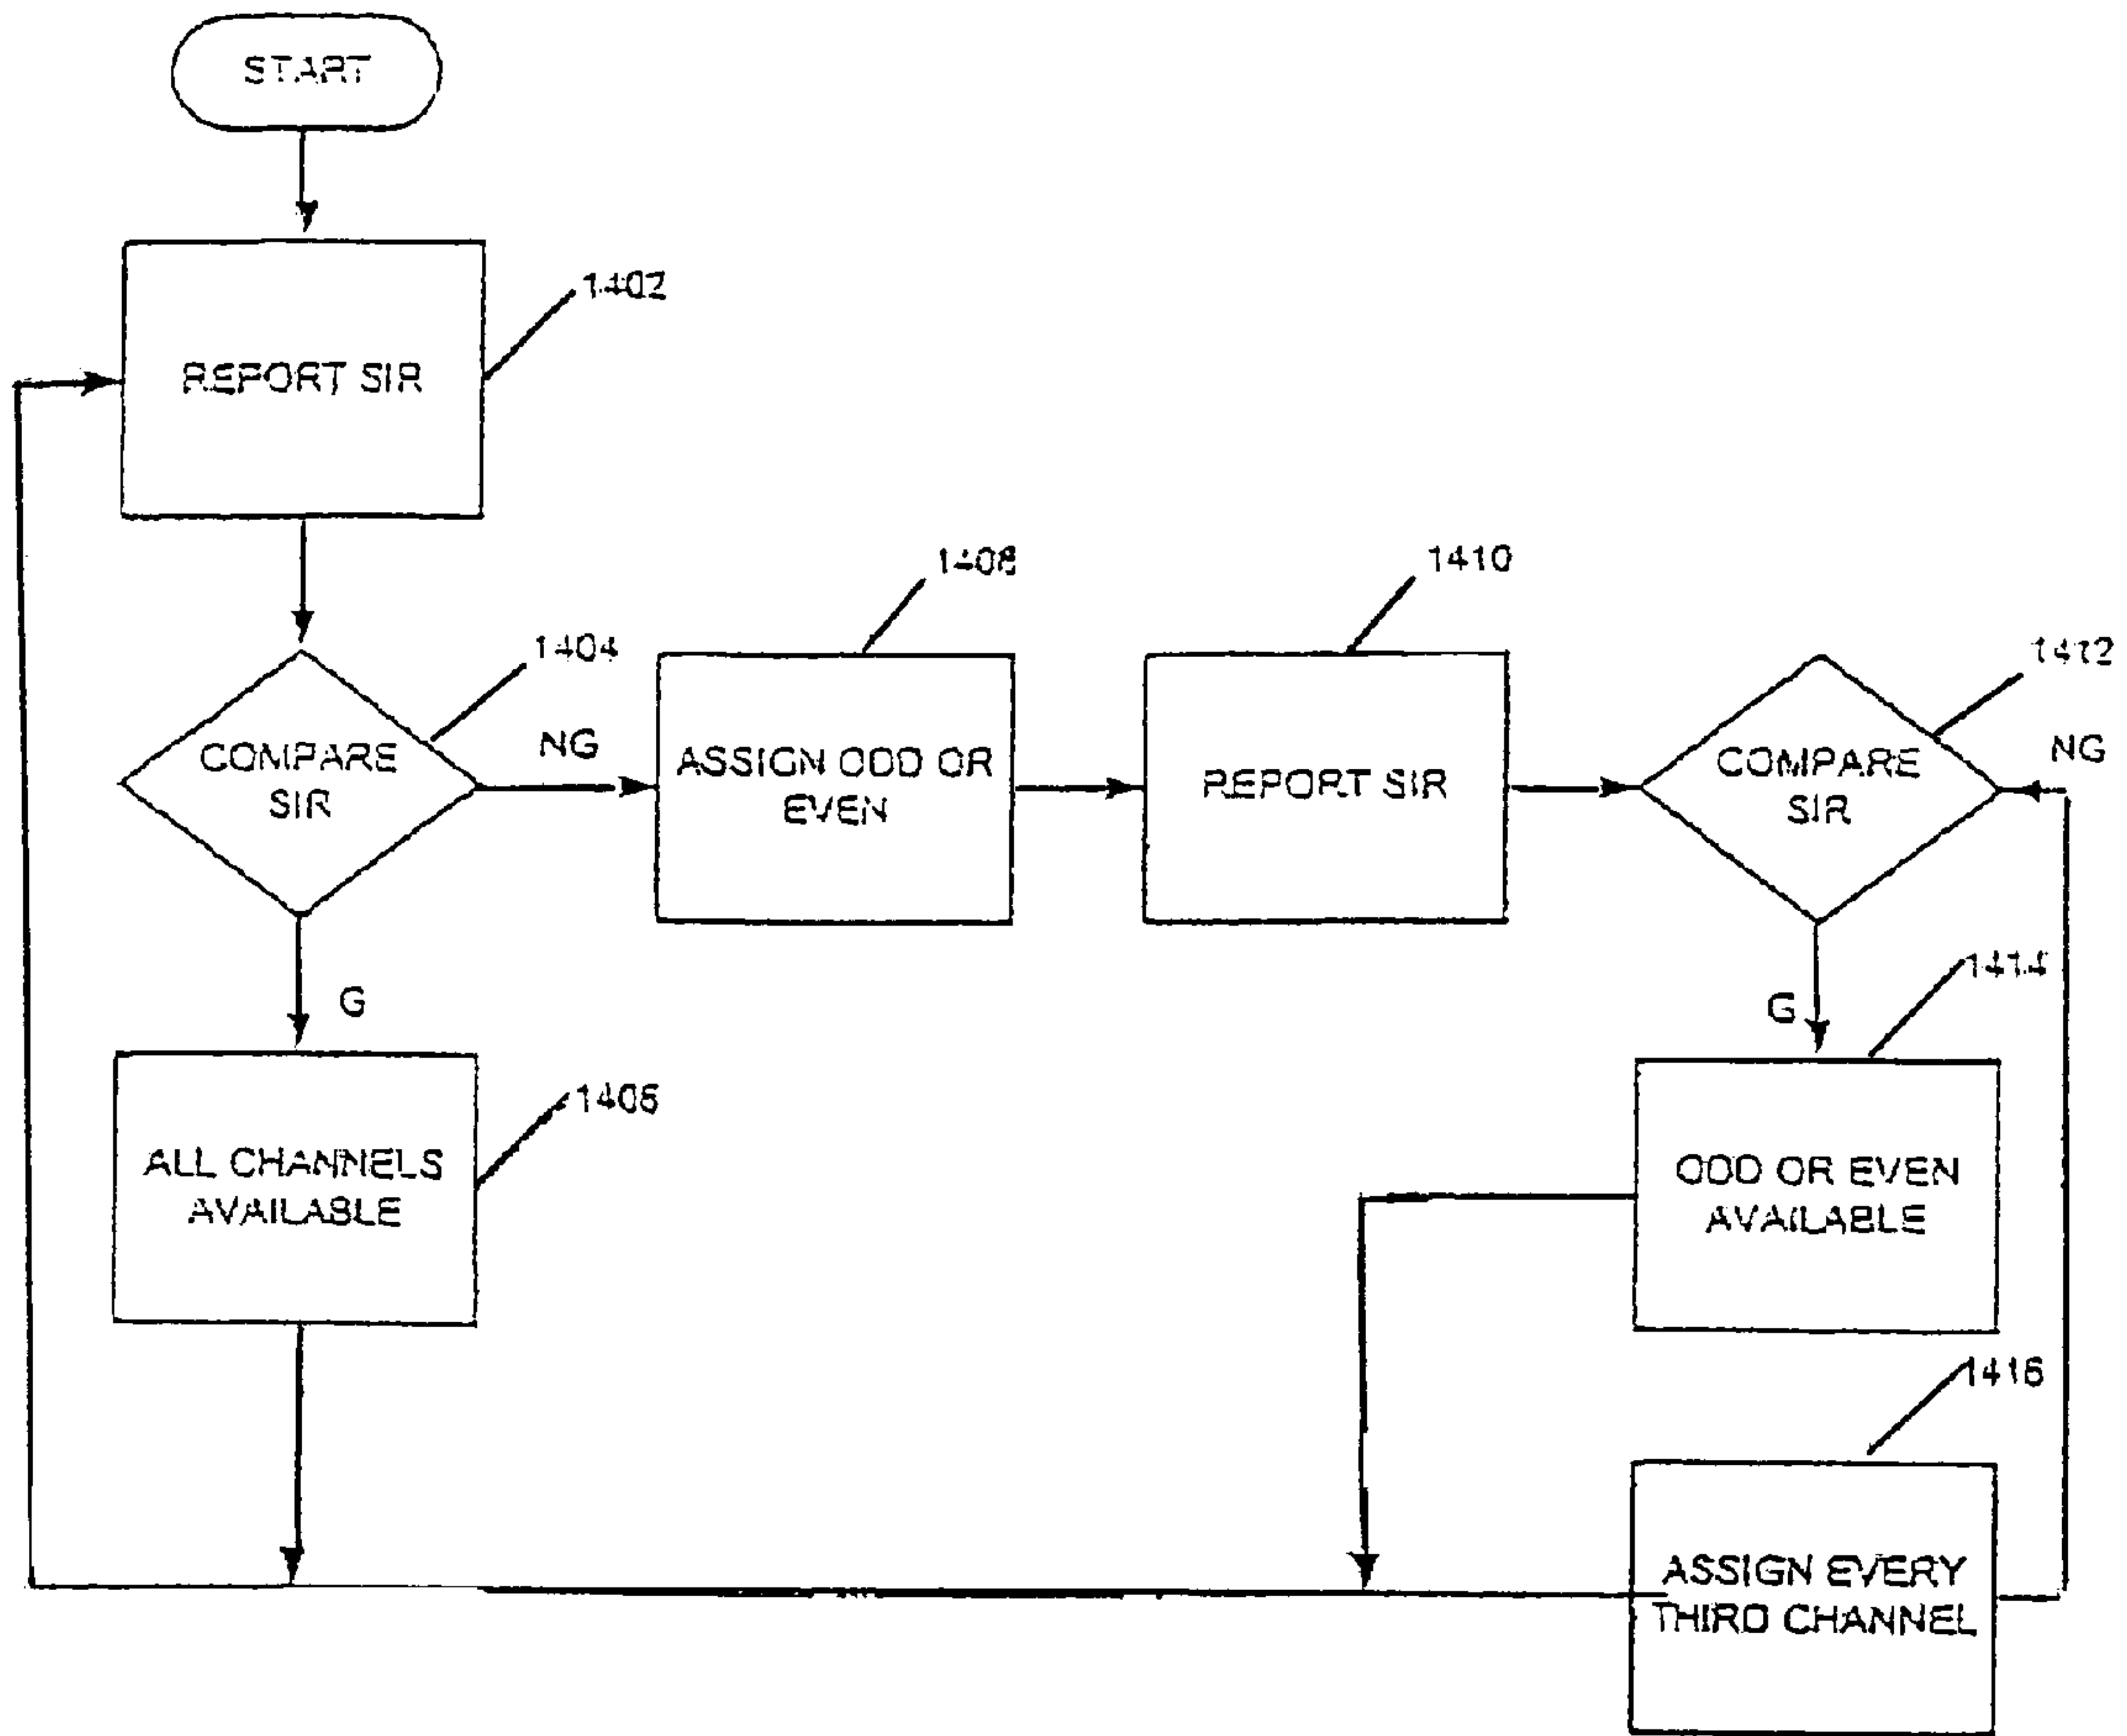 START
1402
REPORT SIR
1404
COMPARE
SIR
NG
G
1406
ALL CHANNELS
AVAILABLE
1408
ASSIGN ODD OR
EVEN
1410
REPORT SIR
1412
COMPARE
SIR
NG
G
1414
ODD OR EVEN
AVAILABLE
1416
ASSIGN EVERY
THIRD CHANNEL